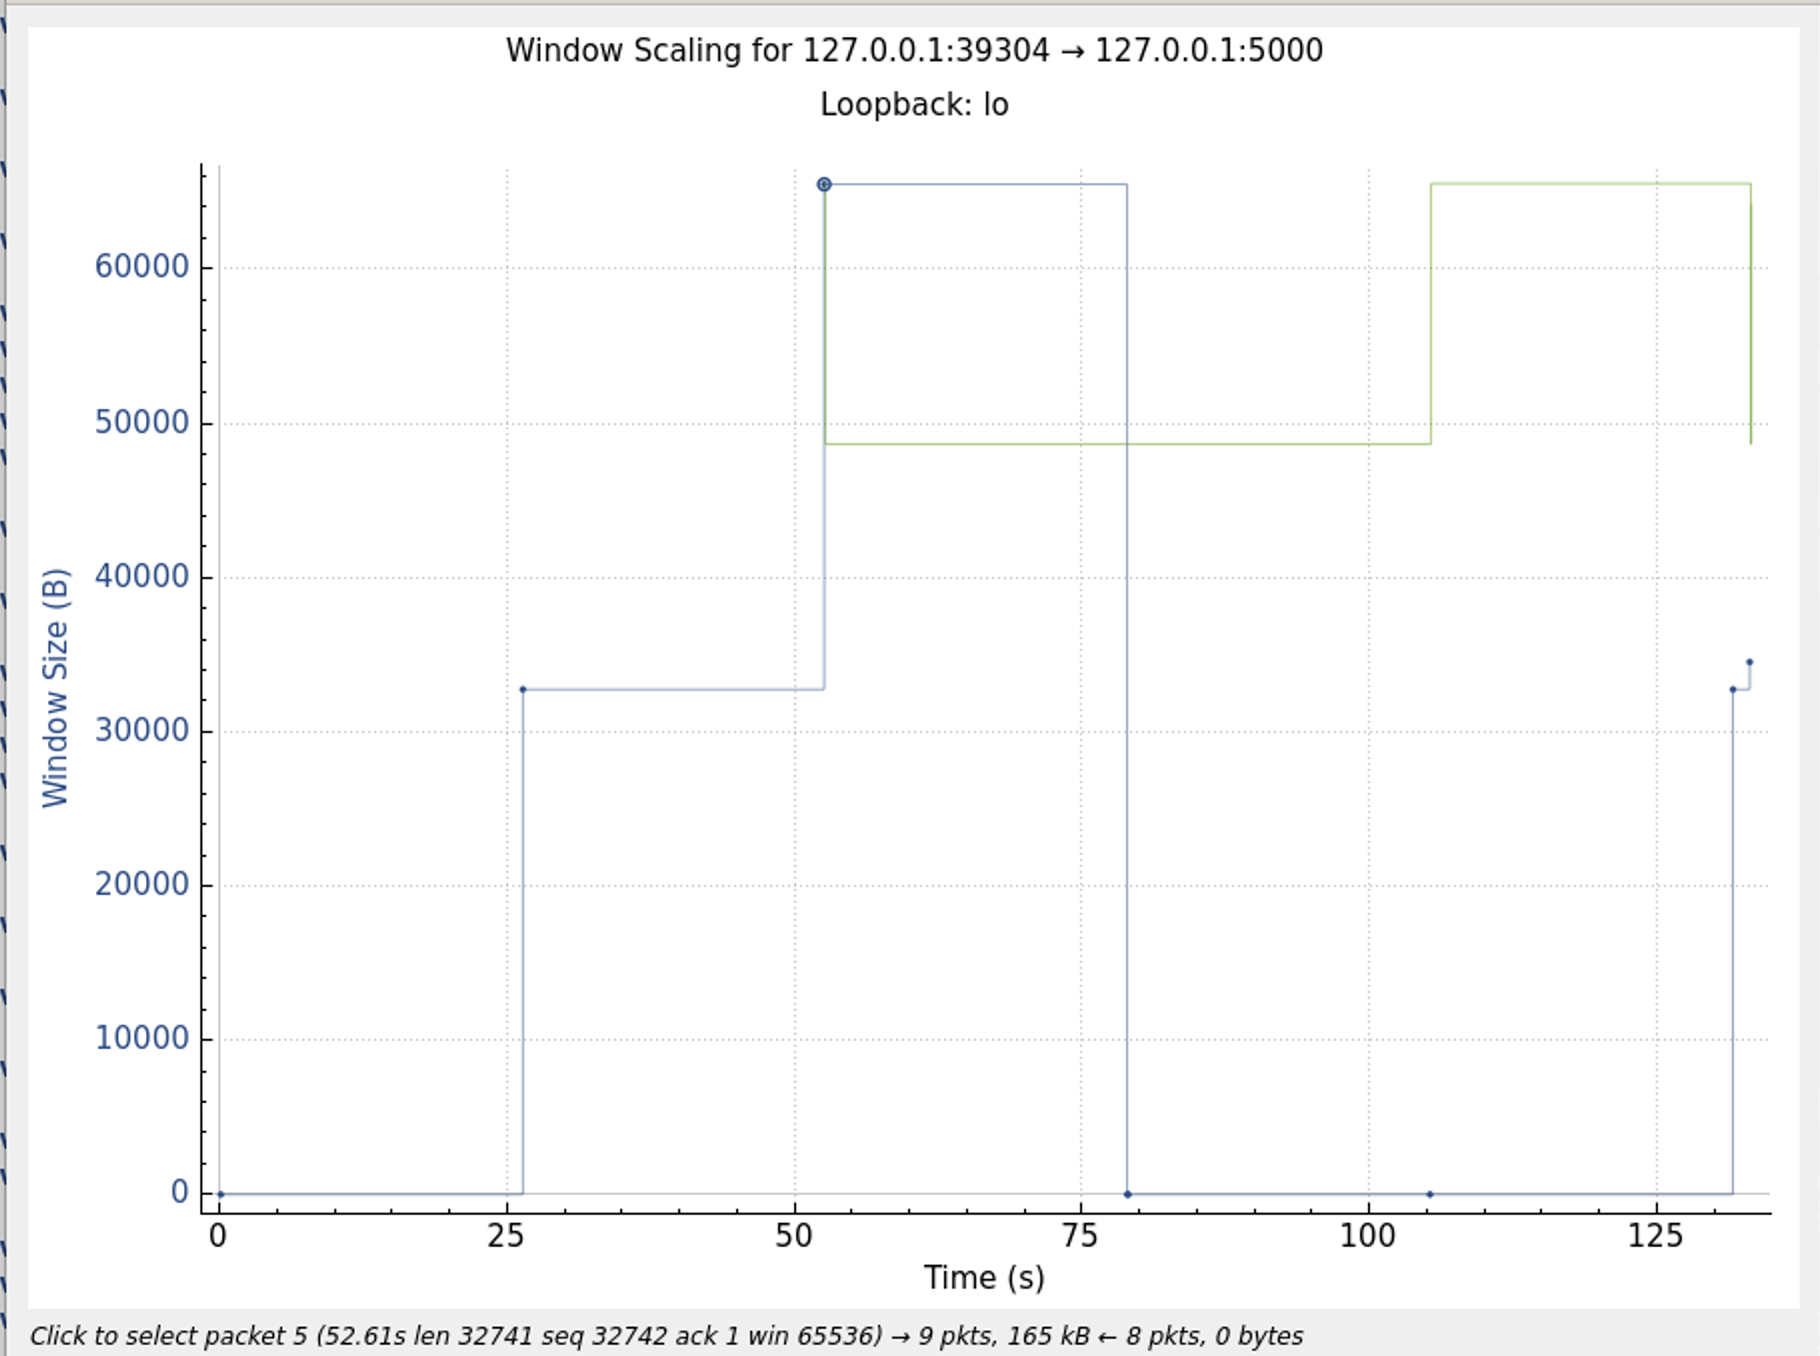 Window Scaling for 127.0.0.1:39304 → 127.0.0.1:5000
Loopback: lo
Window Size (B)
60000
50000
40000
30000
20000
10000
0
0 25 50 75 100 125
Time (s)
Click to select packet 5 (52.61s len 32741 seq 32742 ack 1 win 65536) → 9 pkts, 165 kB ← 8 pkts, 0 bytes